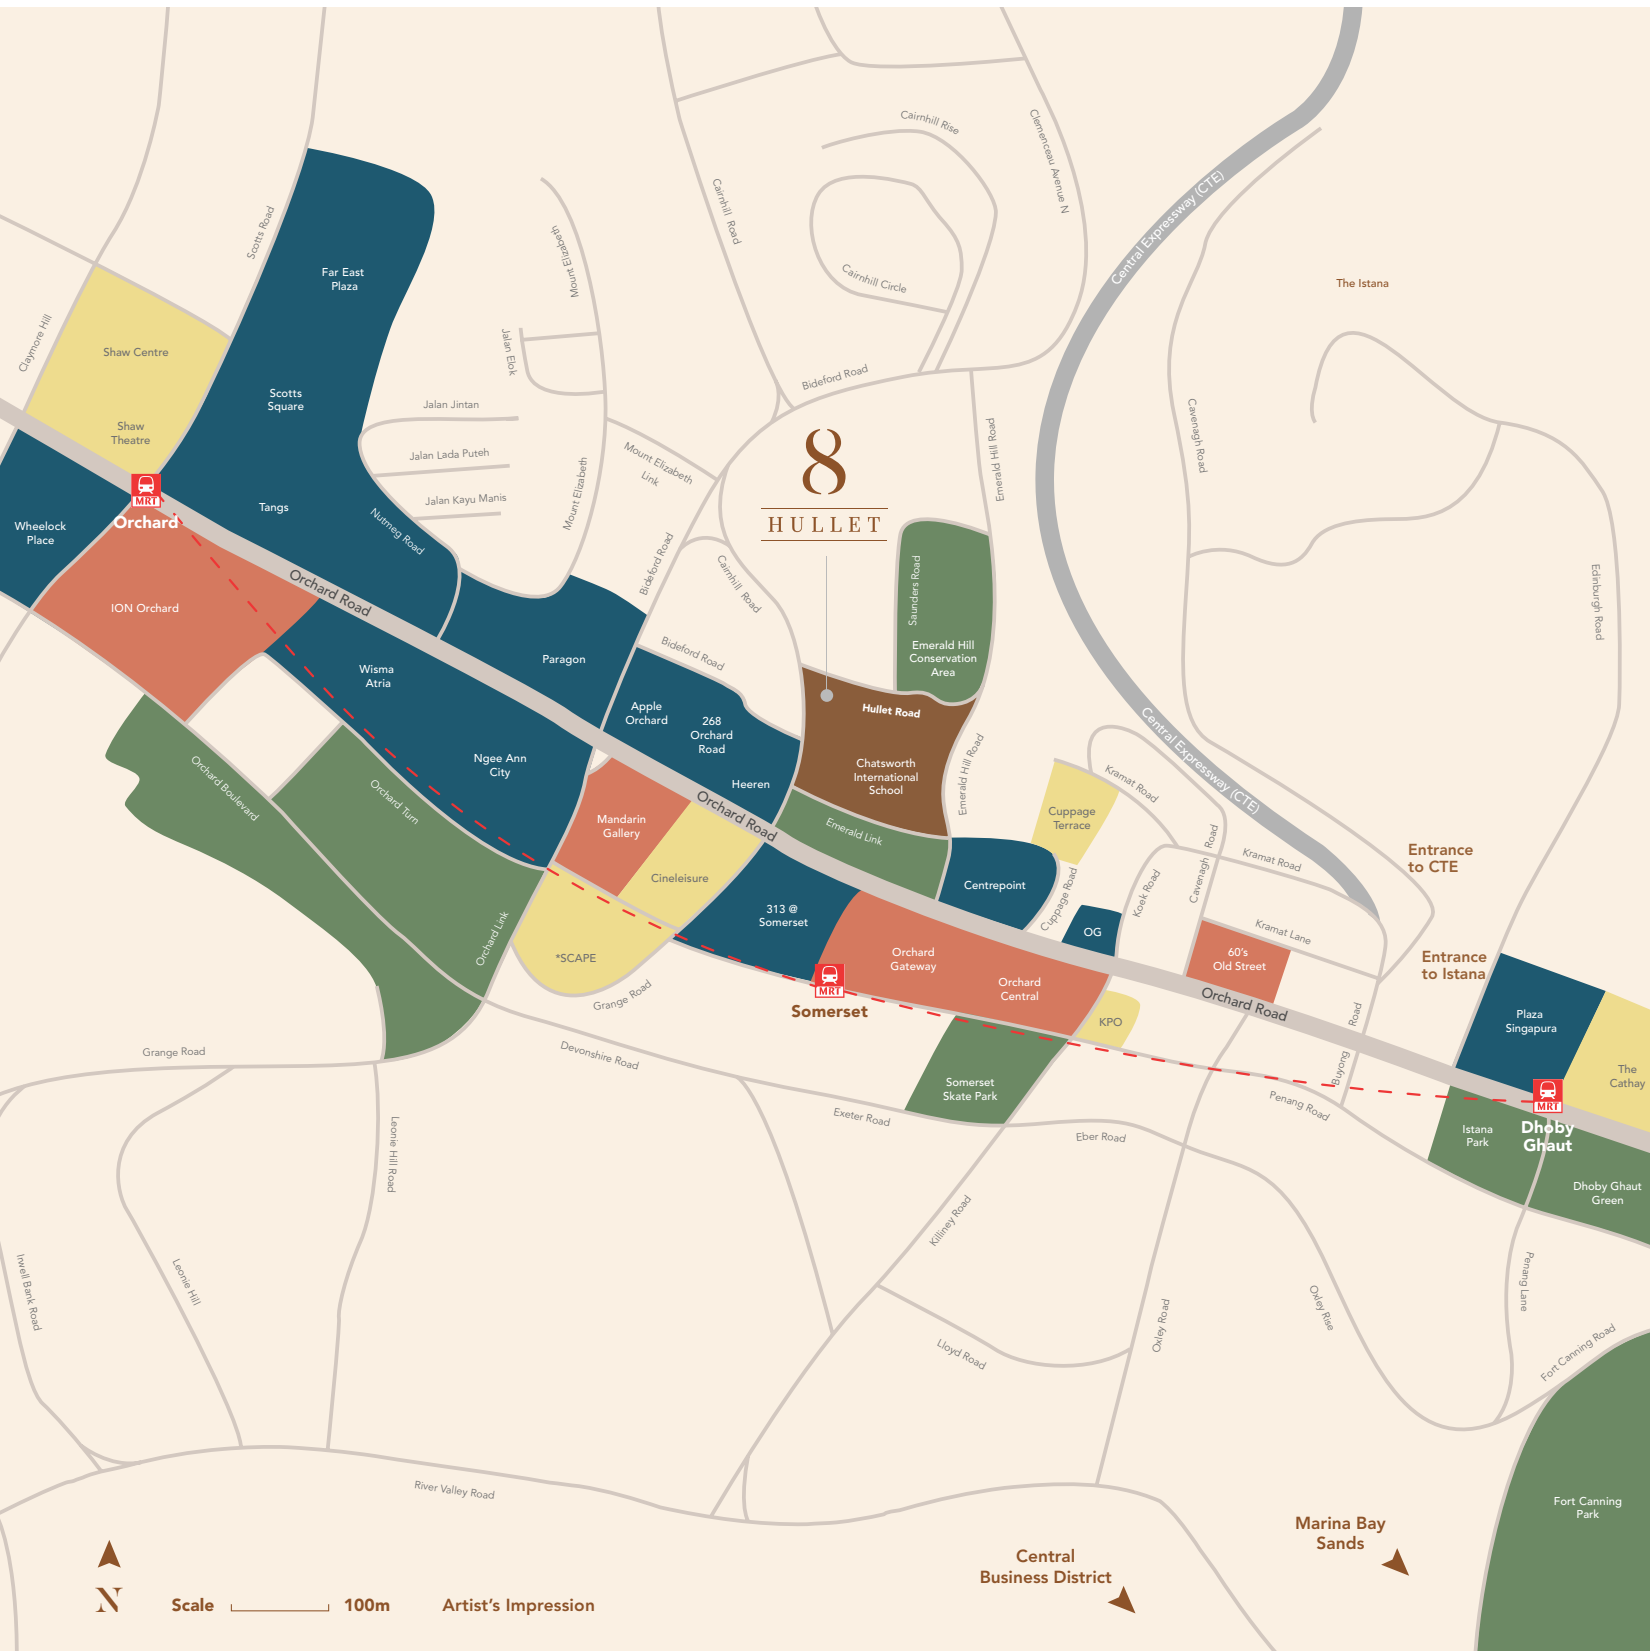 Cairnhill Rise
Clemenceau Avenue N
Central Expressway (CTE)
Cairnhill Road
Scotts Road
Mount Elizabeth
Far East
Plaza
Cairnhill Circle
The Istana
Claymore Hill
Shaw Centre
Jalan Elok
Bideford Road
Scotts
Square
Jalan Jintan
Shaw
Theatre
Cavenagh Road
Emerald Hill Road
8
HULLET
Jalan Lada Puteh
Mount Elizabeth
Link
Mount Elizabeth
Jalan Kayu Manis
MRT
Orchard
Tangs
Nutmeg Road
Wheelock
Place
Bideford Road
Cairnhill Road
Saunders Road
Edinburgh Road
ION Orchard
Orchard Road
Emerald Hill
Conservation
Area
Wisma
Atria
Paragon
Bideford Road
Apple
Orchard
268
Orchard
Road
Hullet Road
Central Expressway (CTE)
Ngee Ann
City
Heeren
Chatsworth
International
School
Emerald Hill Road
Kramat Road
Orchard Boulevard
Orchard Turn
Orchard Road
Mandarin
Gallery
Emerald Link
Cuppage
Terrace
Cineleisure
Centrepoint
Cuppage Road
Koek Road
Cavenagh Road
Kramat Road
Entrance
to CTE
313 @
Somerset
OG
Kramat Lane
Orchard Link
*SCAPE
Orchard
Gateway
60's
Old Street
Entrance
to Istana
Grange Road
MRT
Somerset
Orchard
Central
Orchard Road
KPO
Buyong Road
Plaza
Singapura
Grange Road
Devonshire Road
Somerset
Skate Park
Penang Road
The
Cathay
MRT
Dhoby
Ghaut
Exeter Road
Eber Road
Istana
Park
Leonie Hill Road
Dhoby Ghaut
Green
Killiney Road
Irwell Bank Road
Leonie Hill
Lloyd Road
Oxley Road
Oxley Rise
Penang Lane
Fort Canning Road
River Valley Road
Fort Canning
Park
Marina Bay
Sands
Central
Business District
N
Scale 100m
Artist's Impression